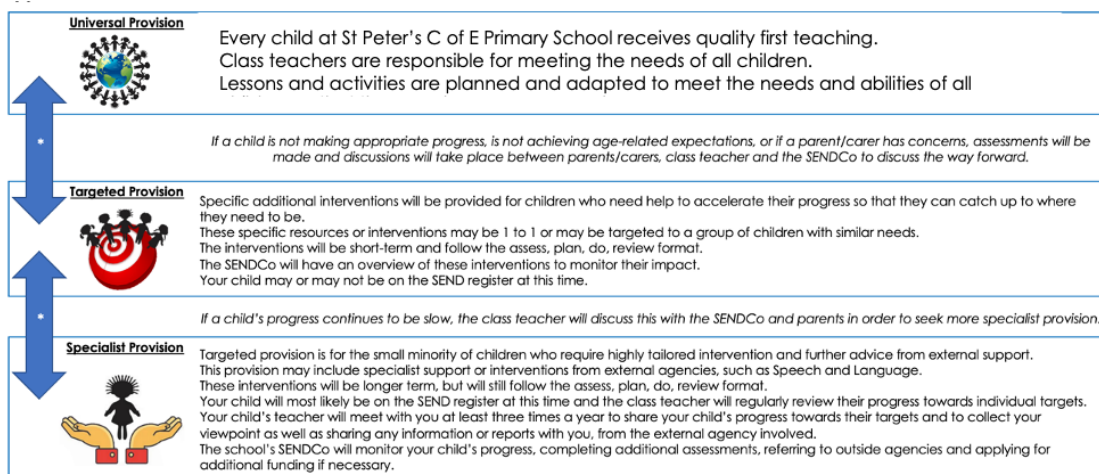 Universal Provision
Every child at St Peter's C of E Primary School receives quality first teaching.
Class teachers are responsible for meeting the needs of all children.
Lessons and activities are planned and adapted to meet the needs and abilities of all
*
If a child is not making appropriate progress, is not achieving age-related expectations, or if a parent/carer has concerns, assessments will be
made and discussions will take place between parents/carers, class teacher and the SENDCo to discuss the way forward.
Targeted Provision
Specific additional interventions will be provided for children who need help to accelerate their progress so that they can catch up to where
they need to be.
These specific resources or interventions may be 1 to 1 or may be targeted to a group of children with similar needs.
The interventions will be short-term and follow the assess, plan, do, review format.
The SENDCo will have an overview of these interventions to monitor their impact.
Your child may or may not be on the SEND register at this time.
*
If a child's progress continues to be slow, the class teacher will discuss this with the SENDCo and parents in order to seek more specialist provision.
Specialist Provision
Targeted provision is for the small minority of children who require highly tailored intervention and further advice from external support.
This provision may include specialist support or interventions from external agencies, such as Speech and Language.
These interventions will be longer term, but will still follow the assess, plan, do, review format.
Your child will most likely be on the SEND register at this time and the class teacher will regularly review their progress towards individual targets.
Your child's teacher will meet with you at least three times a year to share your child's progress towards their targets and to collect your
viewpoint as well as sharing any information or reports with you, from the external agency involved.
The school's SENDCo will monitor your child's progress, completing additional assessments, referring to outside agencies and applying for
additional funding if necessary.